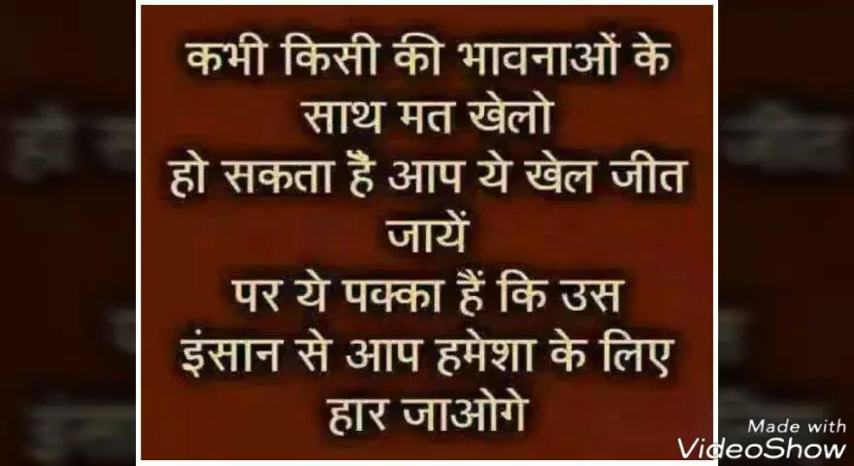 कभी किसी की भावनाओं के
साथ मत खेलो
हो सकता है आप ये खेल जीत
जायें
पर ये पक्का हैं कि उस
इंसान से आप हमेशा के लिए
हार जाओगे
Made with
VideoShow